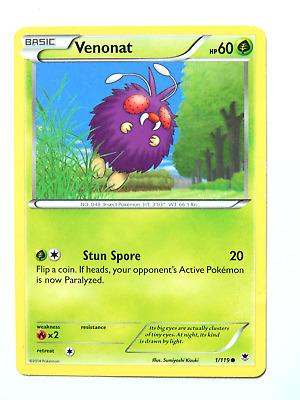 BASIC
Venonat
HP60
NO. 048 Insect Pokémon HT: 3'03" WT: 66.1 lbs.
Stun Spore 20
Flip a coin. If heads, your opponent's Active Pokémon
is now Paralyzed.
weakness
×2
resistance
retreat
Its big eyes are actually clusters of
tiny eyes. At night, its kind
is drawn by light.
©2014 Pokémon
Illus. Sumiyoshi Kizuki
1/119